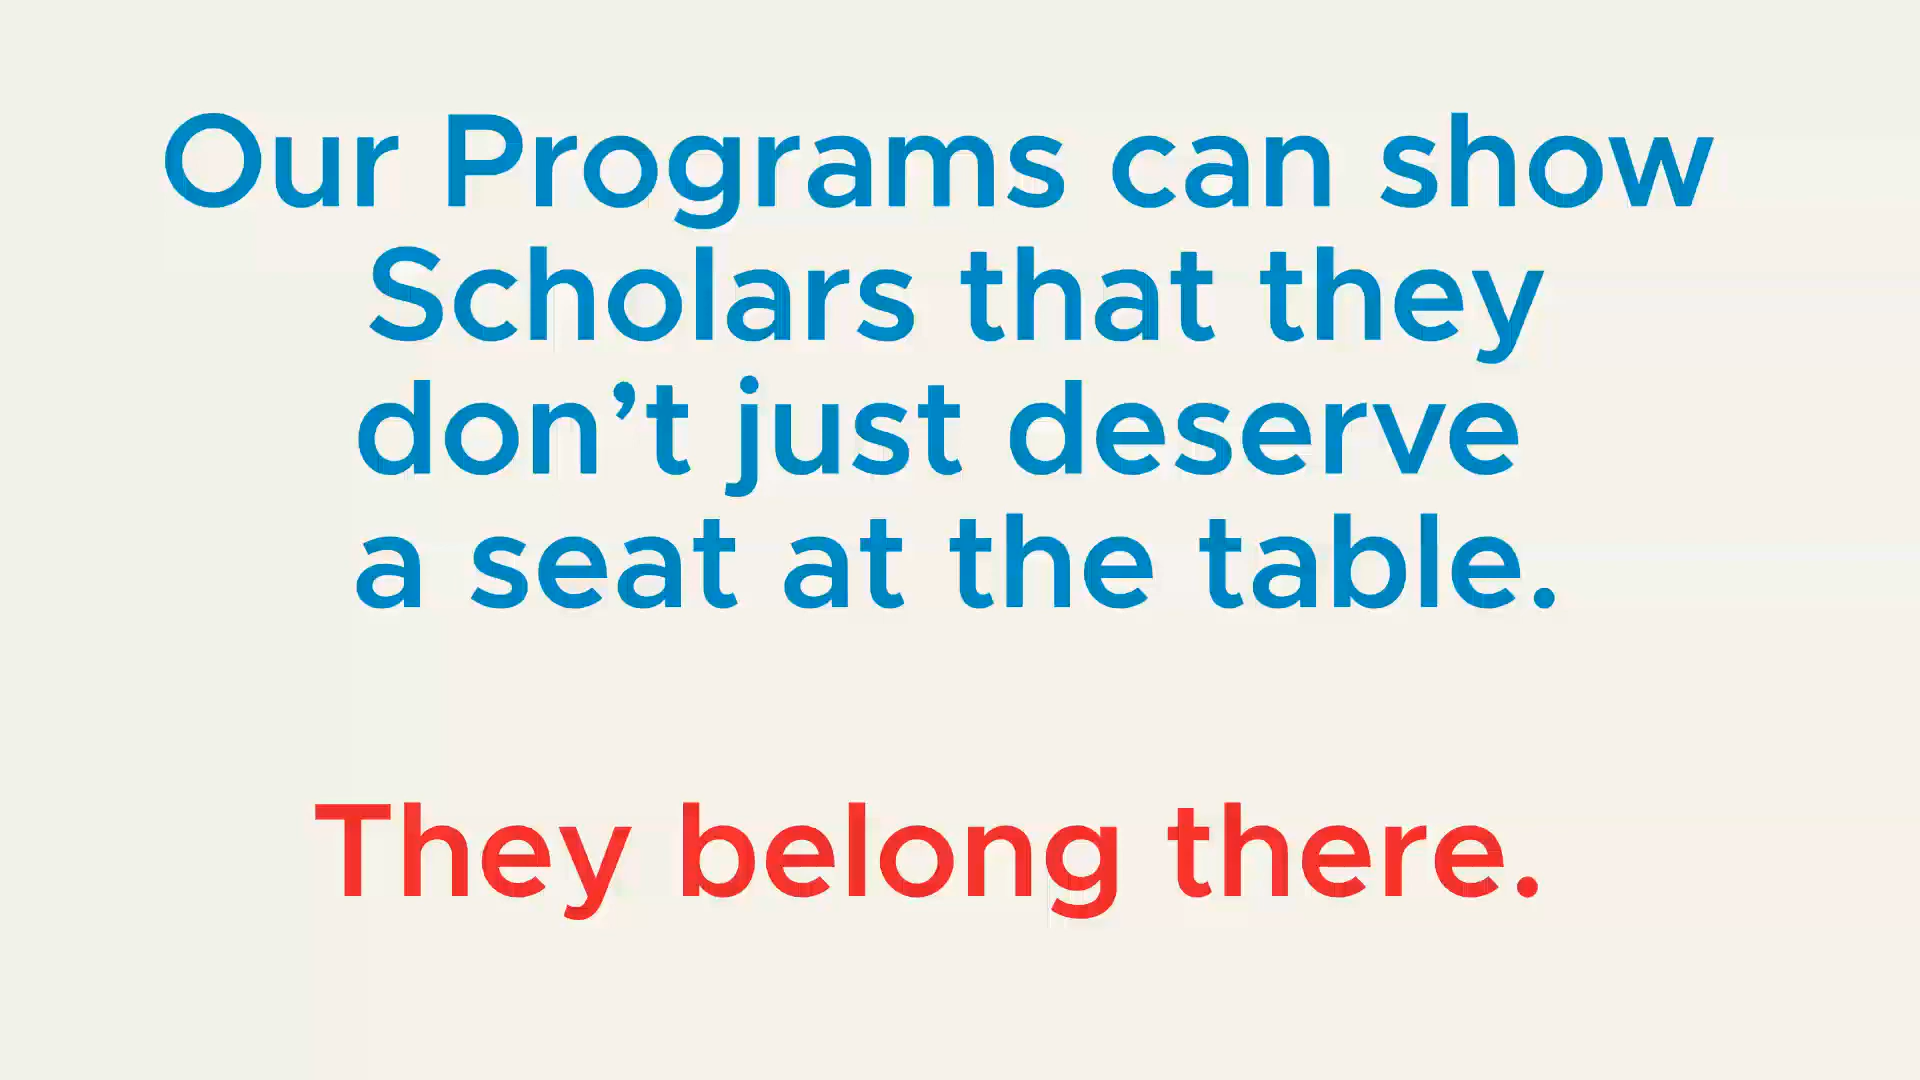 Our Programs can show
Scholars that they
don’t just deserve
a seat at the table.
They belong there.